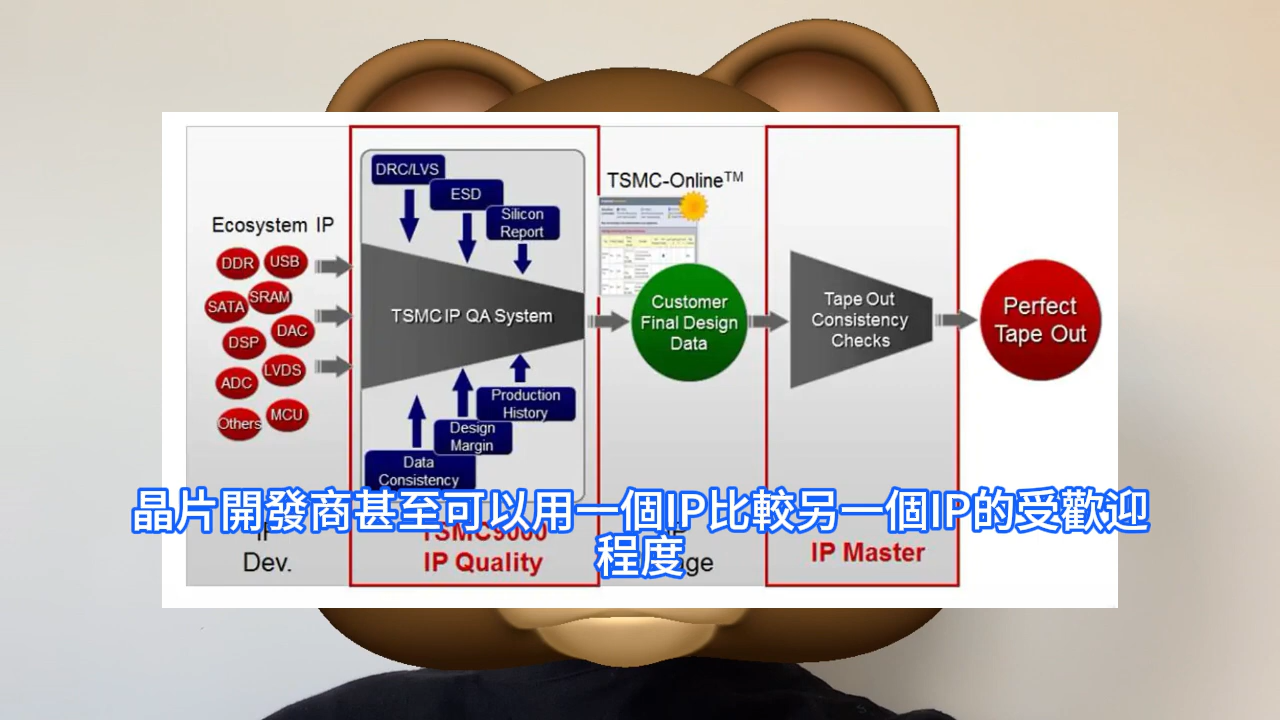 Ecosystem IP
DDR
USB
SATA
SRAM
DSP
DAC
ADC
LVDS
Others
MCU
Dev.
DRC/LVS
ESD
Silicon
Report
TSMC IP QA System
Production
History
Design
Margin
Data
Consistency
TSMC9000
IP Quality
TSMC-Online™
Customer
Final Design
Data
Tape Out
Consistency
Checks
IP Master
Perfect
Tape Out
晶片開發商甚至可以用一個IP比較另一個IP的受歡迎
程度